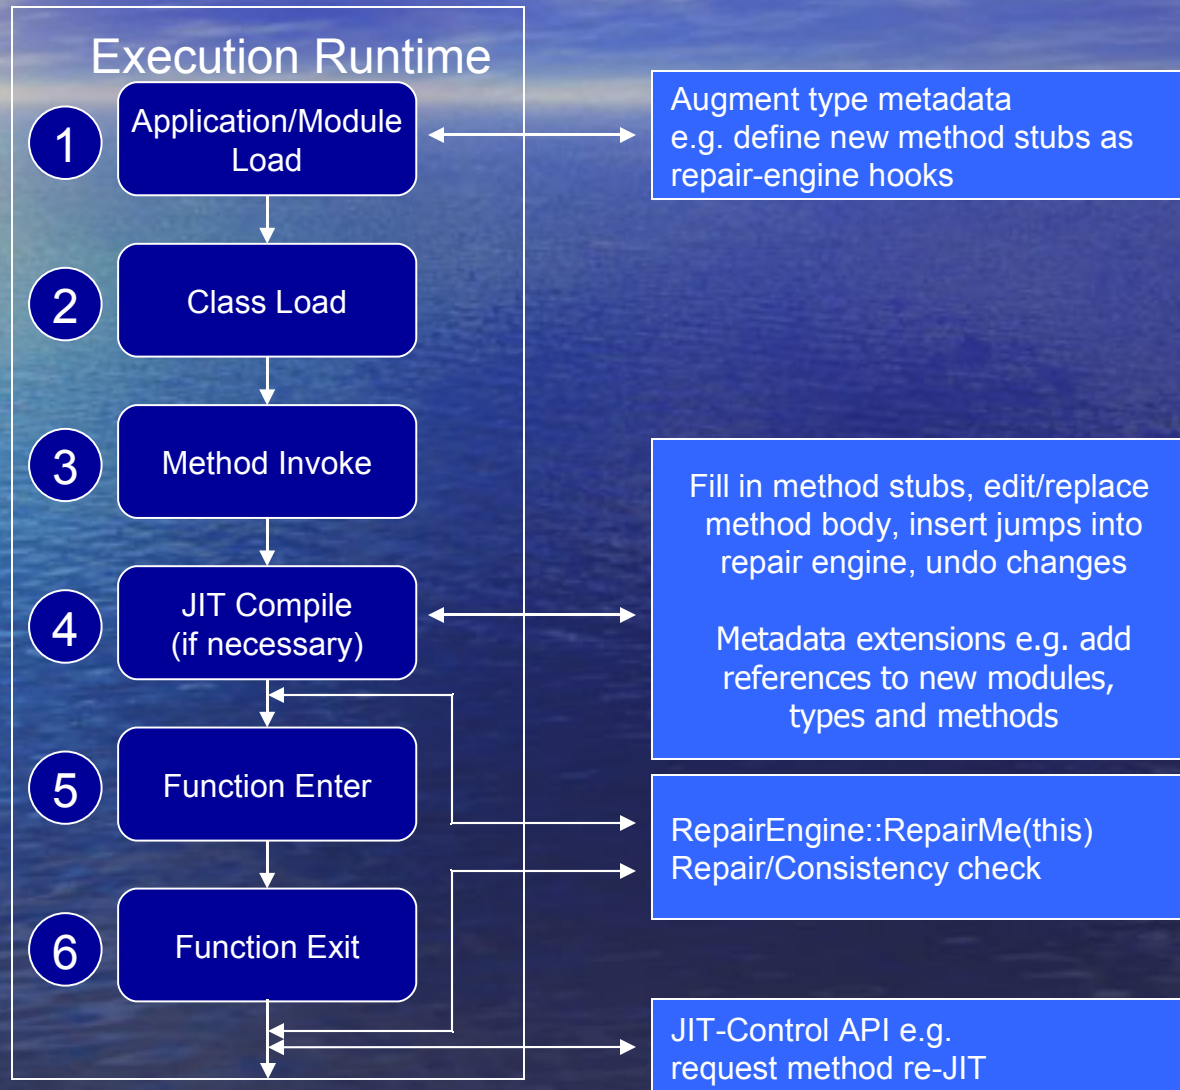 Execution Runtime
1
Application/Module
Load
Augment type metadata
e.g. define new method stubs as
repair-engine hooks
2
Class Load
3
Method Invoke
Fill in method stubs, edit/replace
method body, insert jumps into
repair engine, undo changes
Metadata extensions e.g. add
references to new modules,
types and methods
4
JIT Compile
(if necessary)
5
Function Enter
RepairEngine::RepairMe(this)
Repair/Consistency check
6
Function Exit
JIT-Control API e.g.
request method re-JIT